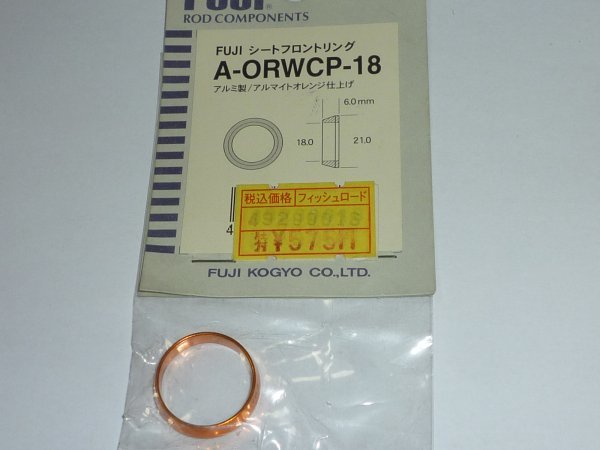 FUJI®
ROD COMPONENTS
FUJI シートフロントリング
A-ORWCP-18
アルミ製/アルマイトオレンジ仕上げ
6.0mm
18.0
21.0
税込価格 フィッシュロード
4
FUJI KOGYO CO.,LTD.